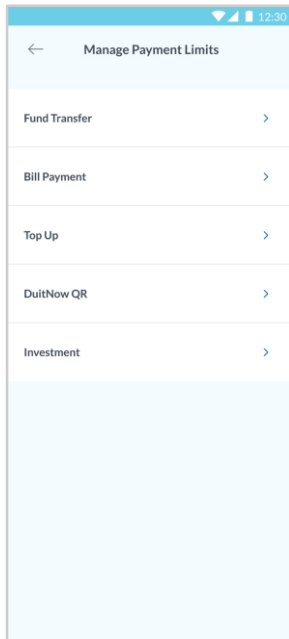 12:30
Manage Payment Limits
Fund Transfer
Bill Payment
Top Up
DuitNow QR
Investment